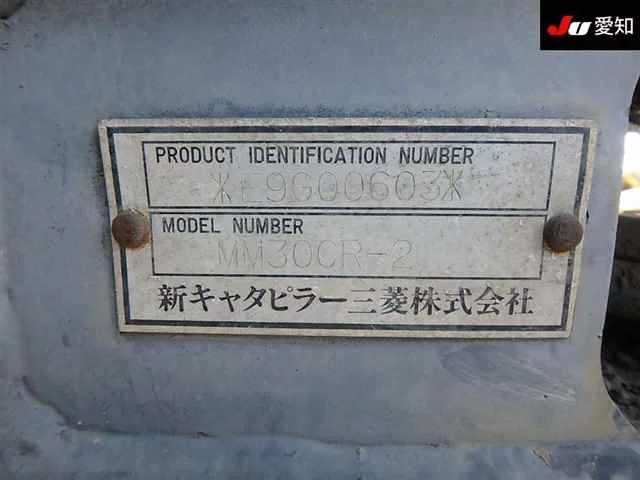 JU 愛知
PRODUCT IDENTIFICATION NUMBER
*F9G00603*
MODEL NUMBER
MM30CR-2
新キャタピラー三菱株式会社